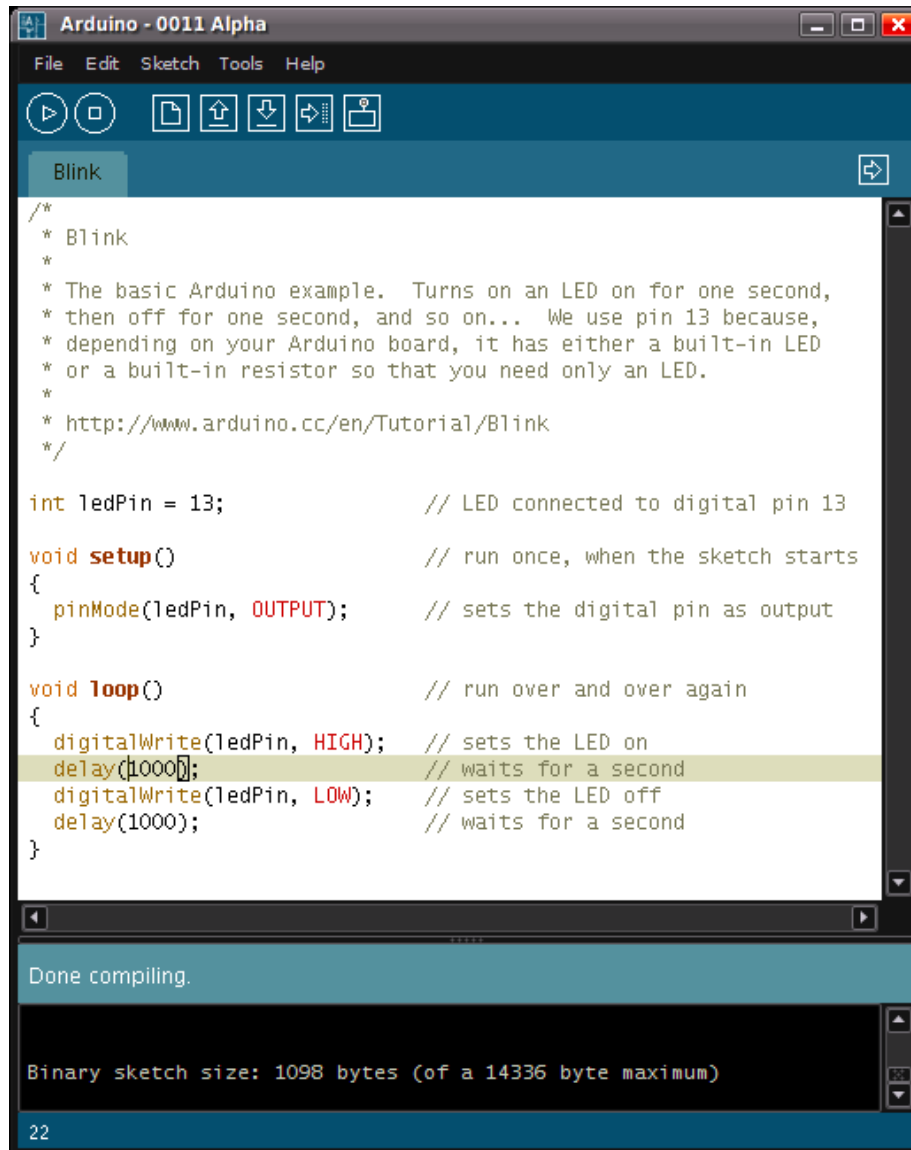 Arduino - 0011 Alpha
File Edit Sketch Tools Help
Blink
/*
 * Blink
 *
 * The basic Arduino example.  Turns on an LED on for one second,
 * then off for one second, and so on...  We use pin 13 because,
 * depending on your Arduino board, it has either a built-in LED
 * or a built-in resistor so that you need only an LED.
 *
 * http://www.arduino.cc/en/Tutorial/Blink
 */
int ledPin = 13;                // LED connected to digital pin 13
void setup()                    // run once, when the sketch starts
{
  pinMode(ledPin, OUTPUT);      // sets the digital pin as output
}
void loop()                     // run over and over again
{
  digitalWrite(ledPin, HIGH);   // sets the LED on
  delay(1000);                  // waits for a second
  digitalWrite(ledPin, LOW);    // sets the LED off
  delay(1000);                  // waits for a second
}
Done compiling.
Binary sketch size: 1098 bytes (of a 14336 byte maximum)
22